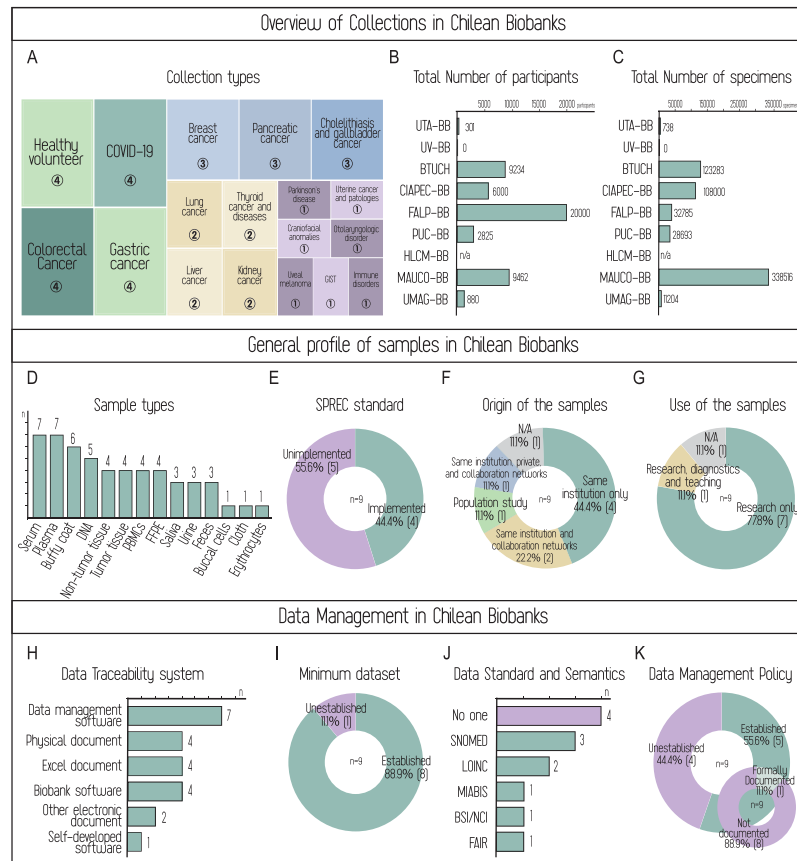 Overview of Collections in Chilean Biobanks
A
Collection types
Healthy
volunteer
④
COVID-19
④
Colorectal
Cancer
④
Gastric
cancer
④
Breast
cancer
③
Pancreatic
cancer
③
Cholelithiasis
and gallbladder
cancer
③
Lung
cancer
②
Thyroid
cancer and
diseases
②
Liver
cancer
②
Kidney
cancer
②
Parkinson's
disease
①
Uterine cancer
and patologies
①
Craniofacial
anomalies
①
Otolaryngologic
disorder
①
Uveal
melanoma
①
GIST
①
Immune
disorders
①
B
Total Number of participants
5000 10000 15000 20000 participants
UTA-BB 301
UV-BB 0
BTUCH 9234
CIAPEC-BB 6000
FALP-BB 20000
PUC-BB 2825
HLCM-BB n/a
MAUCO-BB 9462
UMAG-BB 880
C
Total Number of specimens
50000 150000 250000 350000 specimens
UTA-BB 738
UV-BB 0
BTUCH 123283
CIAPEC-BB 108000
FALP-BB 32785
PUC-BB 28693
HLCM-BB n/a
MAUCO-BB 338516
UMAG-BB 11204
General profile of samples in Chilean Biobanks
D
Sample types
n
7 7 6 5 4 4 4 4 3 3 3 1 1 1
Serum
Plasma
Buffy coat
DNA
Non-tumor tissue
Tumor tissue
PBMCs
FFPE
Saliva
Urine
Feces
Buccal cells
Cloth
Erythrocytes
E
SPREC standard
Unimplemented
55.6% (5)
n=9
Implemented
44.4% (4)
F
Origin of the samples
N/A
11.1% (1)
Same institution, private,
and collaboration networks
11.1% (1)
Population study
11.1% (1)
n=9
Same
institution only
44.4% (4)
Same institution and
collaboration networks
22.2% (2)
G
Use of the samples
N/A
11.1% (1)
Research, diagnostics
and teaching
11.1% (1)
n=9
Research only
77.8% (7)
Data Management in Chilean Biobanks
H
Data Traceability system
n
Data management
software 7
Physical document 4
Excel document 4
Biobank software 4
Other electronic
document 2
Self-developed
software 1
I
Minimum dataset
Unestablished
11.1% (1)
n=9
Established
88.9% (8)
J
Data Standard and Semantics
n
No one 4
SNOMED 3
LOINC 2
MIABIS 1
BSI/NCI 1
FAIR 1
K
Data Management Policy
Established
55.6% (5)
Unestablished
44.4% (4)
n=9
Formally
Documented
11.1% (1)
n=9
Not
documented
88.9% (8)